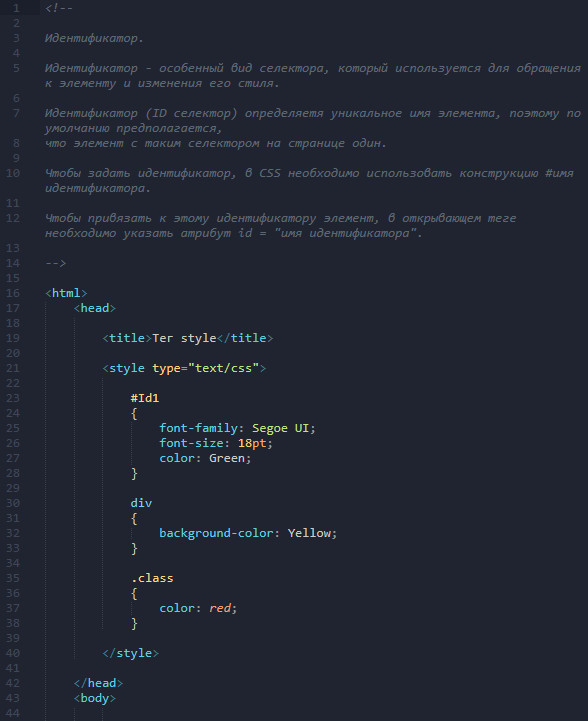 1 <!--
2
3 Идентификатор.
4
5 Идентификатор - особенный вид селектора, который используется для обращения
к элементу и изменения его стиля.
6
7 Идентификатор (ID селектор) определяетя уникальное имя элемента, поэтому по
умолчанию предполагается,
8 что элемент с таким селектором на странице один.
9
10 Чтобы задать идентификатор, в CSS необходимо использовать конструкцию #имя
идентификатора.
11
12 Чтобы привязать к этому идентификатору элемент, в открывающем теге
необходимо указать атрибут id = "имя идентификатора".
13
14 -->
15
16 <html>
17 <head>
18
19 <title>Тег style</title>
20
21 <style type="text/css">
22
23 #Id1
24 {
25 font-family: Segoe UI;
26 font-size: 18pt;
27 color: Green;
28 }
29
30 div
31 {
32 background-color: Yellow;
33 }
34
35 .class
36 {
37 color: red;
38 }
39
40 </style>
41
42 </head>
43 <body>
44